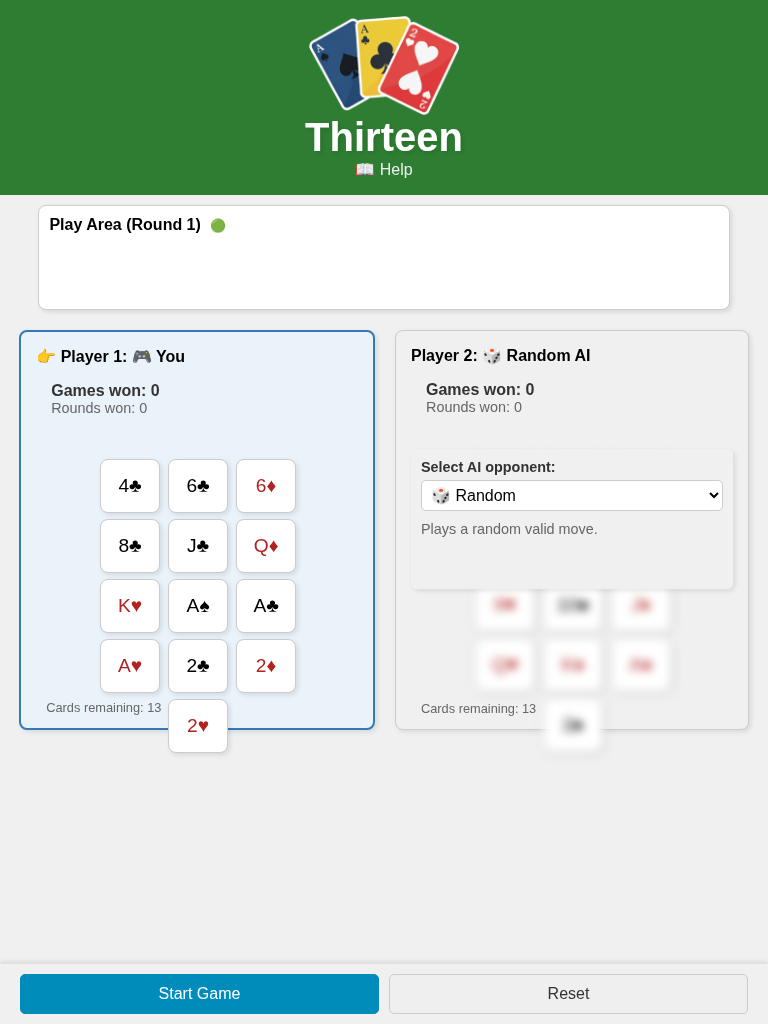 A♠
A♣
2♥
2♥
Thirteen
📖 Help
Play Area (Round 1) 🟢
👉 Player 1: 🎮 You
Games won: 0
Rounds won: 0
4♣ 6♣ 6♦
8♣ J♣ Q♦
K♥ A♠ A♣
A♥ 2♣ 2♦
2♥
Cards remaining: 13
Player 2: 🎲 Random AI
Games won: 0
Rounds won: 0
Select AI opponent:
🎲 Random
Plays a random valid move.
Cards remaining: 13
Start Game
Reset